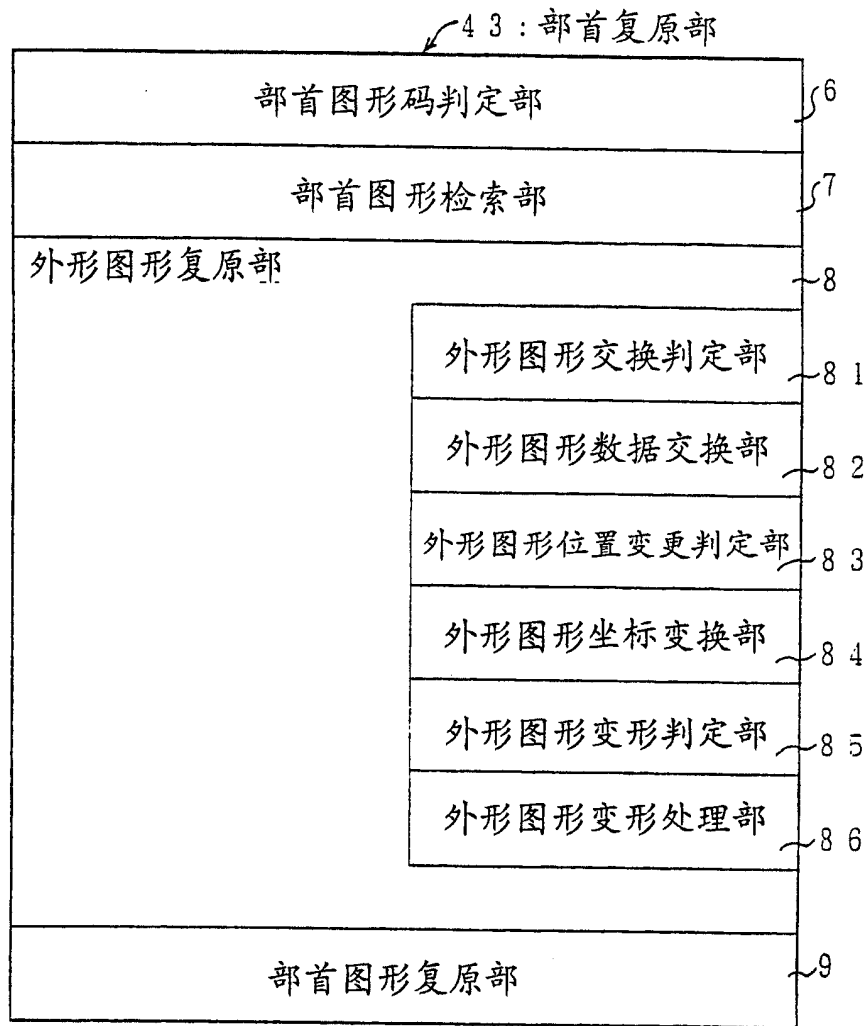 43：部首复原部
部首图形码判定部 6
部首图形检索部 7
外形图形复原部 8
外形图形交换判定部 81
外形图形数据交换部 82
外形图形位置变更判定部 83
外形图形坐标变换部 84
外形图形变形判定部 85
外形图形变形处理部 86
部首图形复原部 9